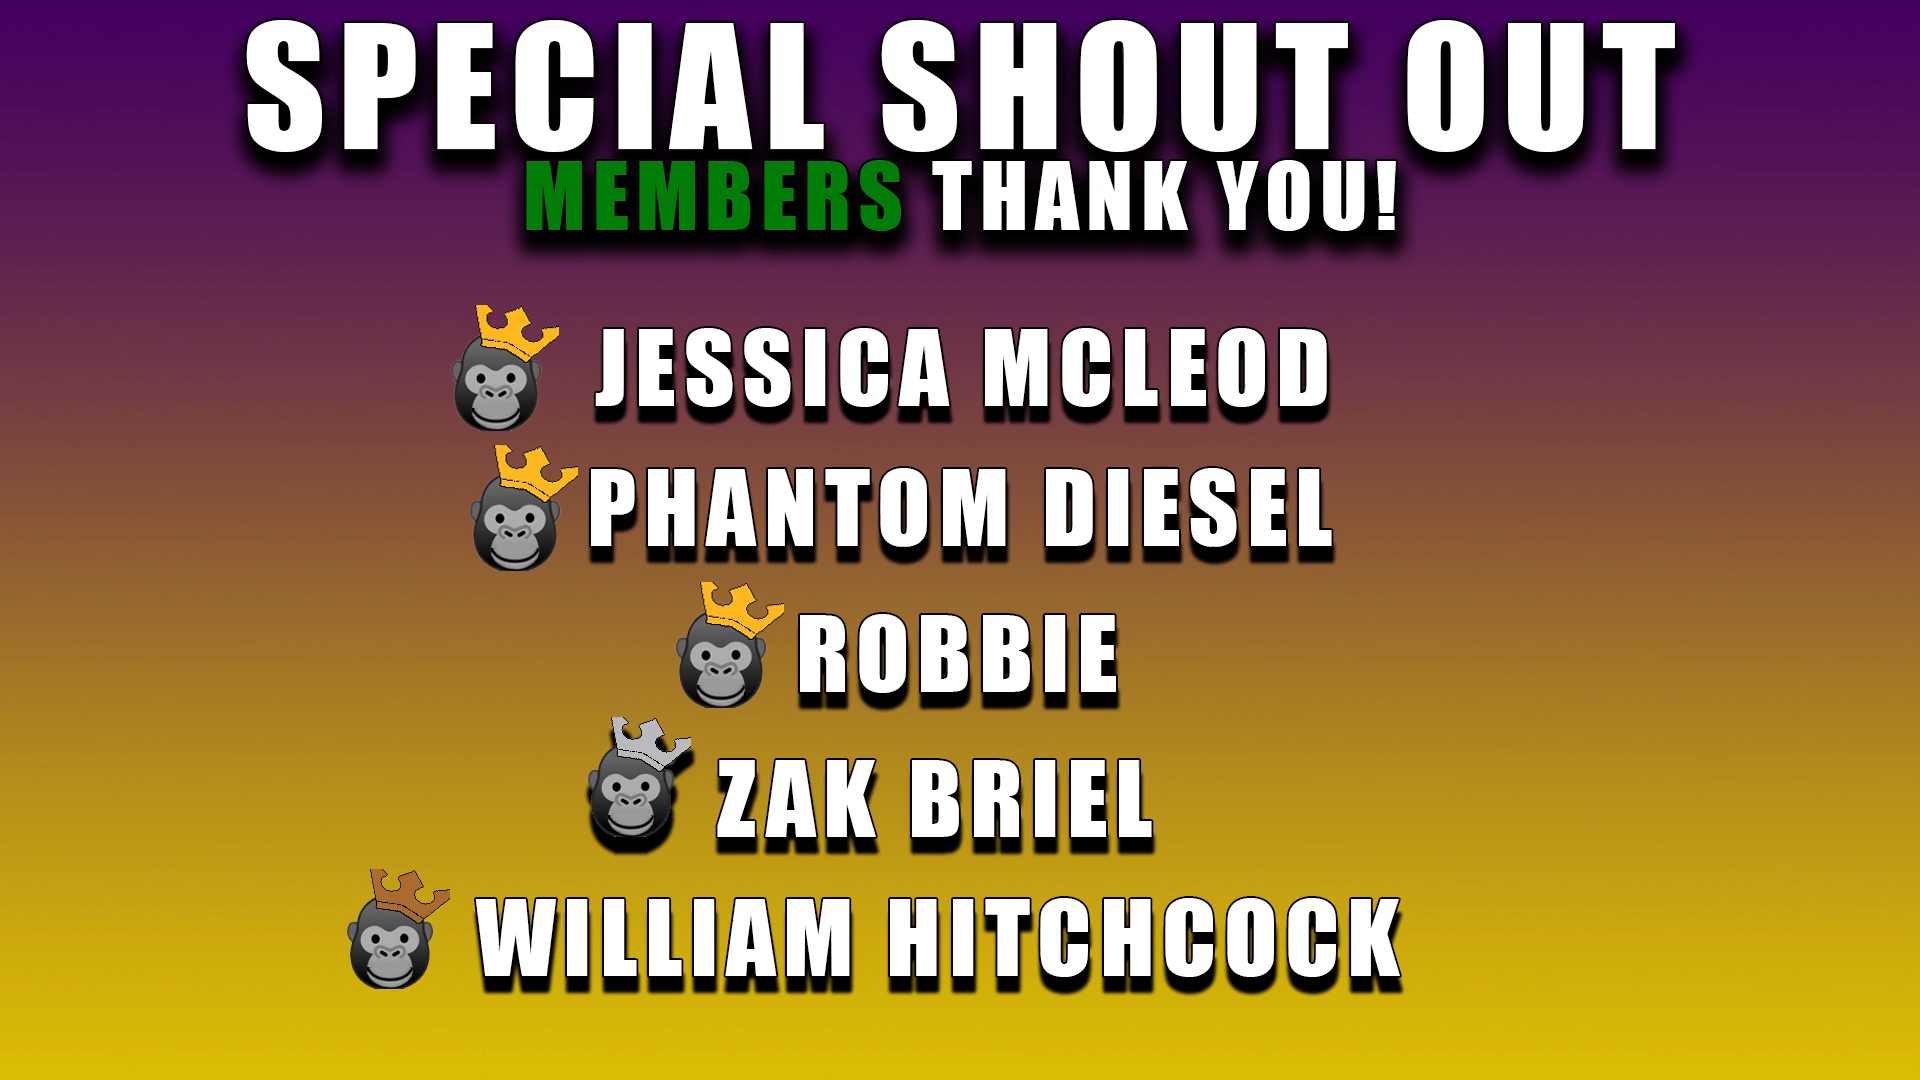 SPECIAL SHOUT OUT
MEMBERS THANK YOU!
JESSICA MCLEOD
PHANTOM DIESEL
ROBBIE
ZAK BRIEL
WILLIAM HITCHCOCK